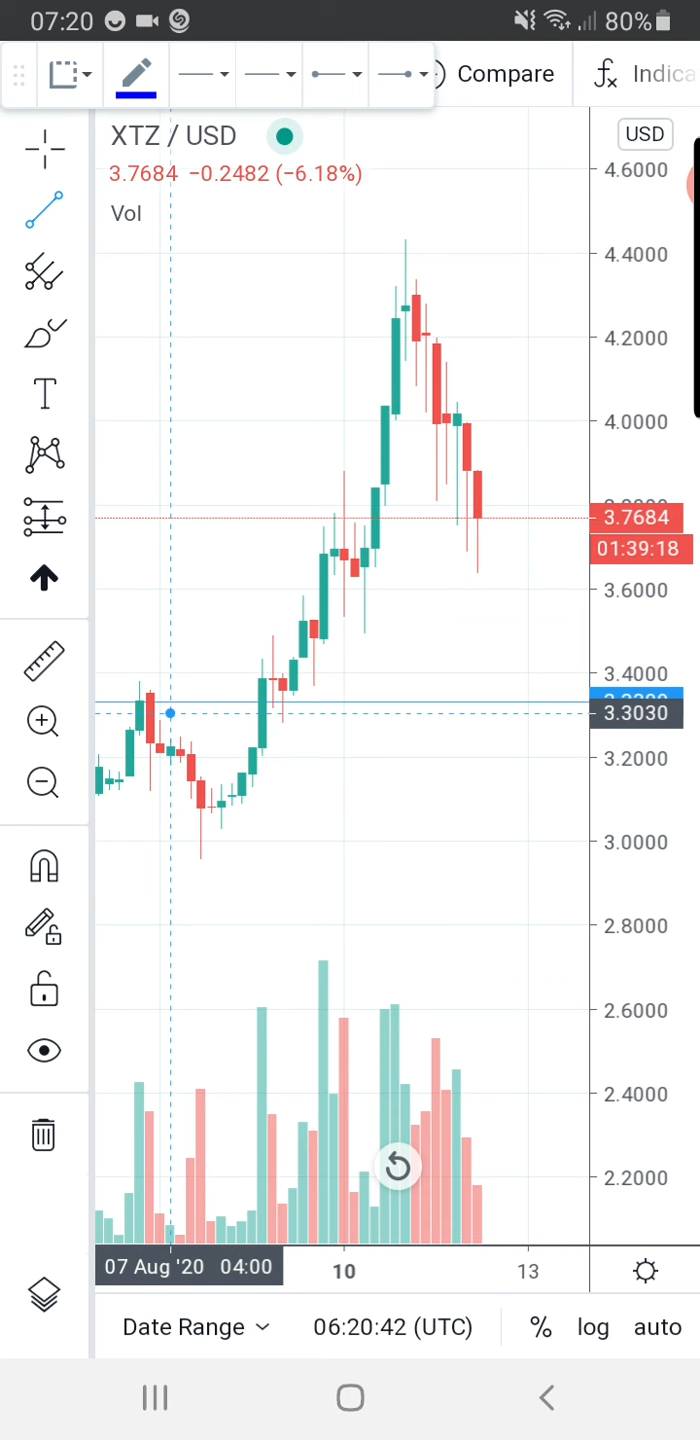 07:20
80%
Compare
fx
Indica
XTZ / USD
USD
3.7684 −0.2482 (−6.18%)
Vol
4.6000
4.4000
4.2000
4.0000
3.7684
01:39:18
3.6000
3.4000
3.3030
3.2000
3.0000
2.8000
2.6000
2.4000
2.2000
07 Aug '20 04:00
10
13
Date Range
06:20:42 (UTC)
%
log
auto